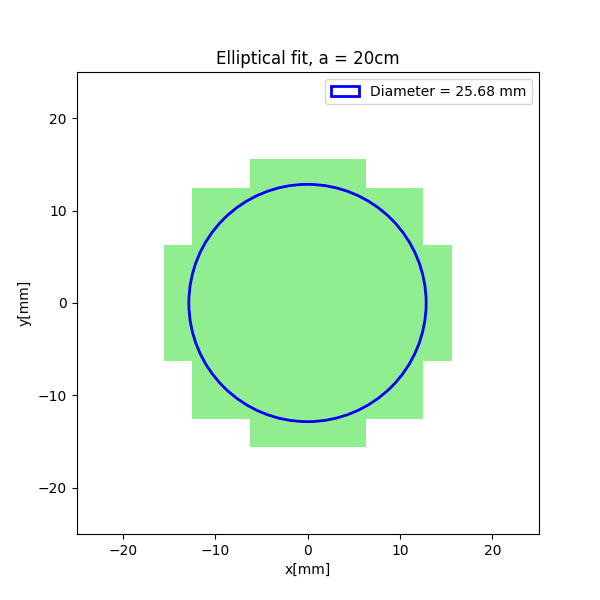 Elliptical fit, a = 20cm
Diameter = 25.68 mm
20
10
0
−10
−20
y[mm]
−20 −10 0 10 20
x[mm]